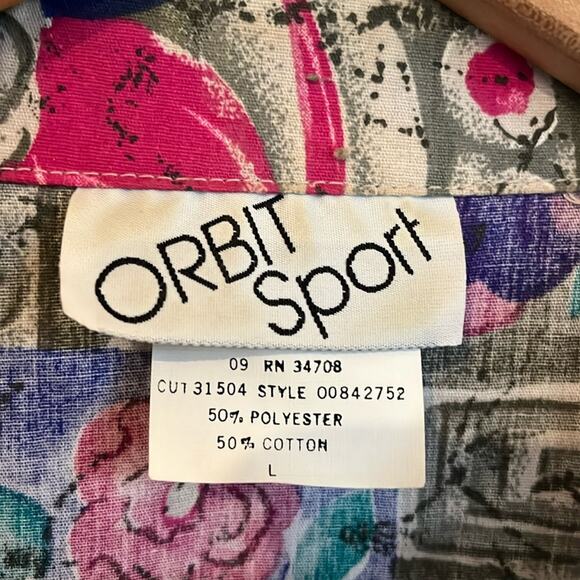 ORBIT
Sport
09 RN 34708
CUT 31504 STYLE 00842752
50% POLYESTER
50% COTTON
L